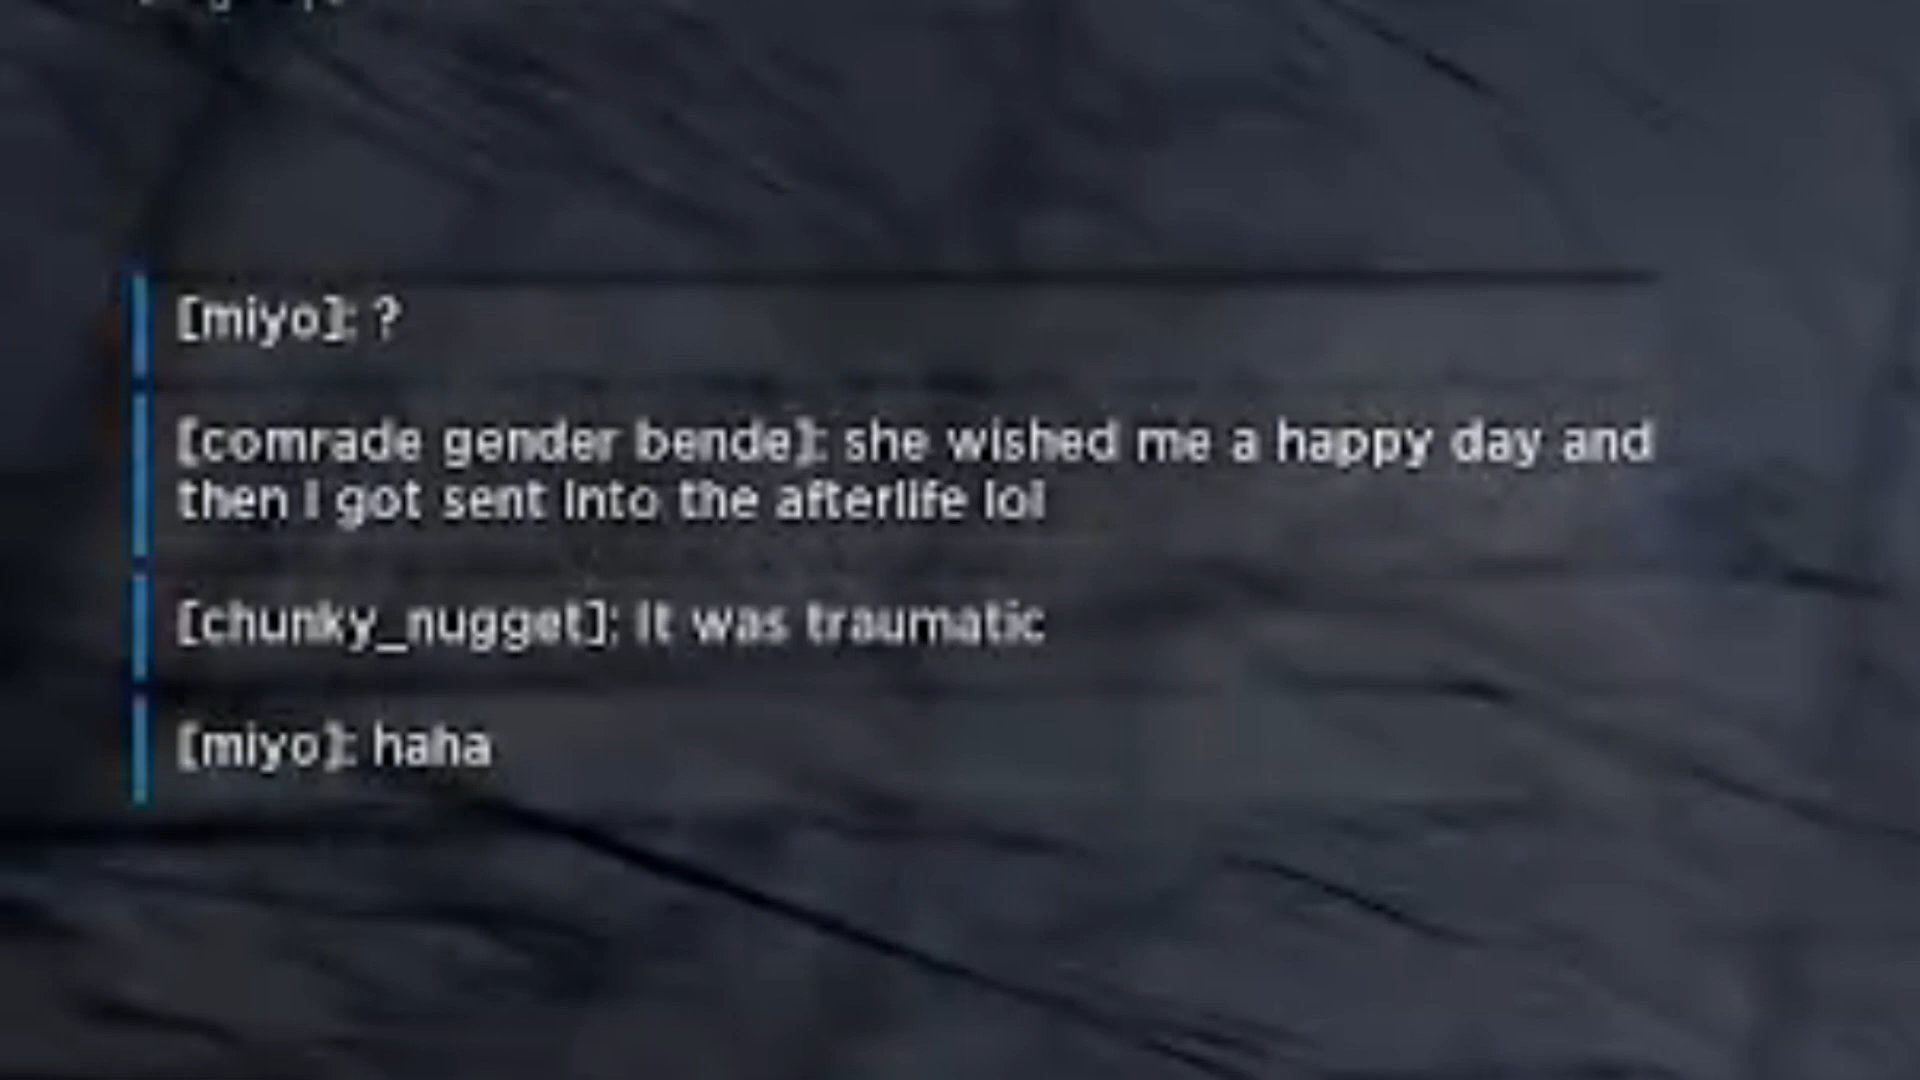 [miyo]: ?
[comrade gender bende]: she wished me a happy day and
then I got sent into the afterlife lol
[chunky_nugget]: It was traumatic
[miyo]: haha